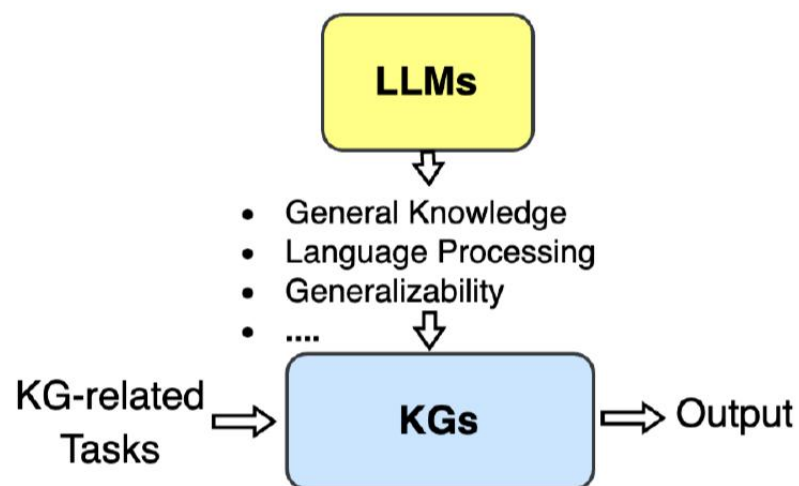 LLMs
• General Knowledge
• Language Processing
• Generalizability
• ....
KG-related
Tasks
KGs
Output